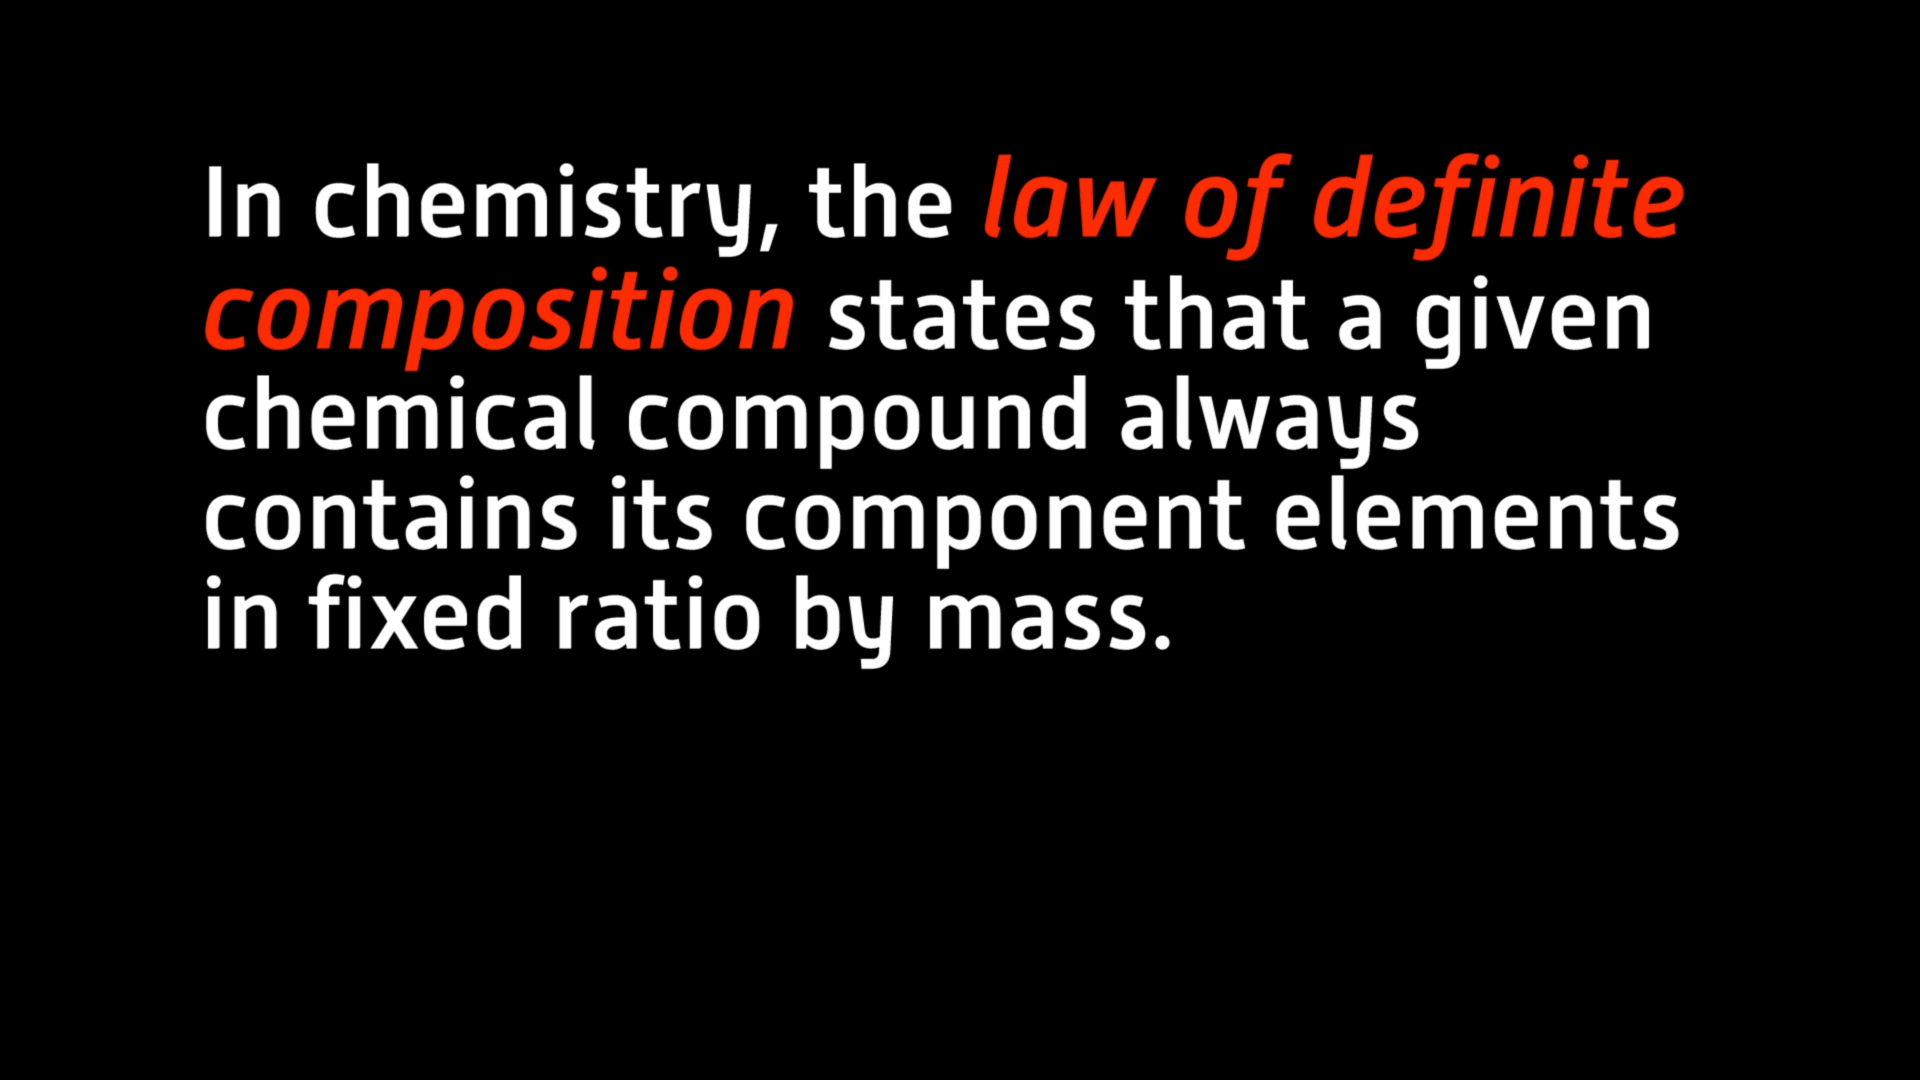 In chemistry, the law of definite
composition states that a given
chemical compound always
contains its component elements
in fixed ratio by mass.